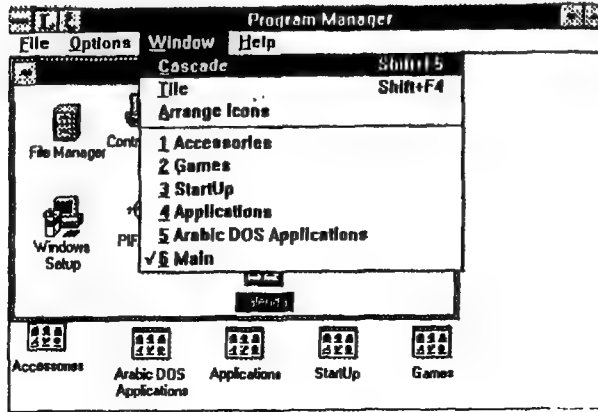 Program Manager
File Options Window Help
Cascade Shift+F5
Tile Shift+F4
Arrange Icons
1 Accessories
2 Games
3 StartUp
4 Applications
5 Arabic DOS Applications
✓6 Main
File Manager
Windows
Setup
Accessories
Arabic DOS
Applications
Applications
StartUp
Games